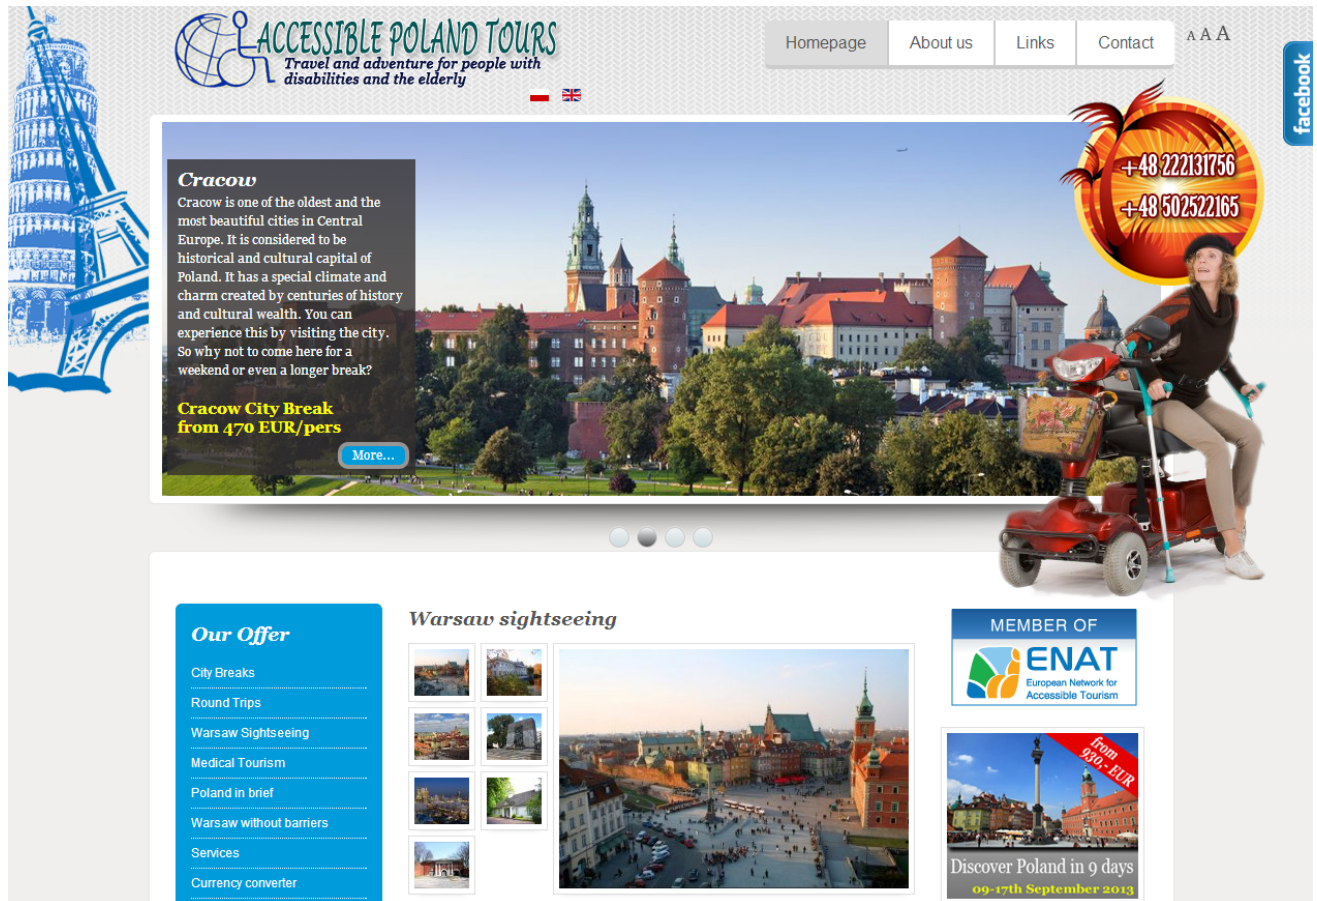 ACCESSIBLE POLAND TOURS
Travel and adventure for people with
disabilities and the elderly
Homepage
About us
Links
Contact
A A A
facebook
+48 222131756
+48 502522165
Cracow
Cracow is one of the oldest and the
most beautiful cities in Central
Europe. It is considered to be
historical and cultural capital of
Poland. It has a special climate and
charm created by centuries of history
and cultural wealth. You can
experience this by visiting the city.
So why not to come here for a
weekend or even a longer break?
Cracow City Break
from 470 EUR/pers
More...
Our Offer
City Breaks
Round Trips
Warsaw Sightseeing
Medical Tourism
Poland in brief
Warsaw without barriers
Services
Currency converter
Warsaw sightseeing
MEMBER OF
ENAT
European Network for
Accessible Tourism
from
930,- EUR
Discover Poland in 9 days
09-17th September 2013